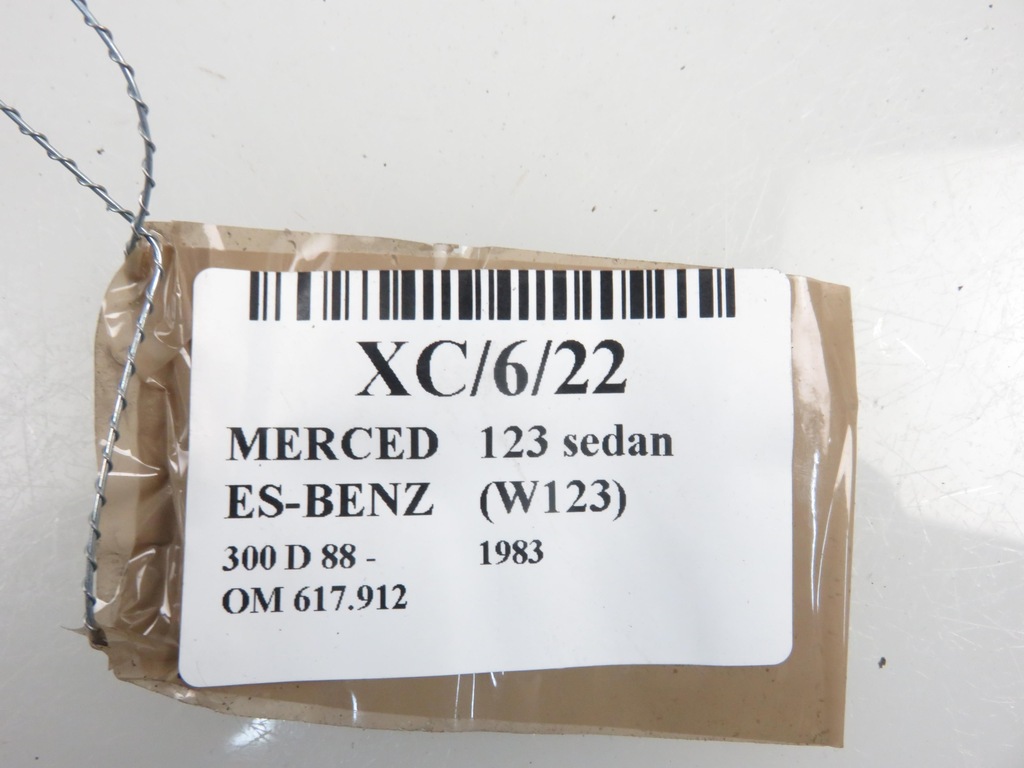 XC/6/22
MERCED 123 sedan
ES-BENZ (W123)
300 D 88 - 1983
OM 617.912